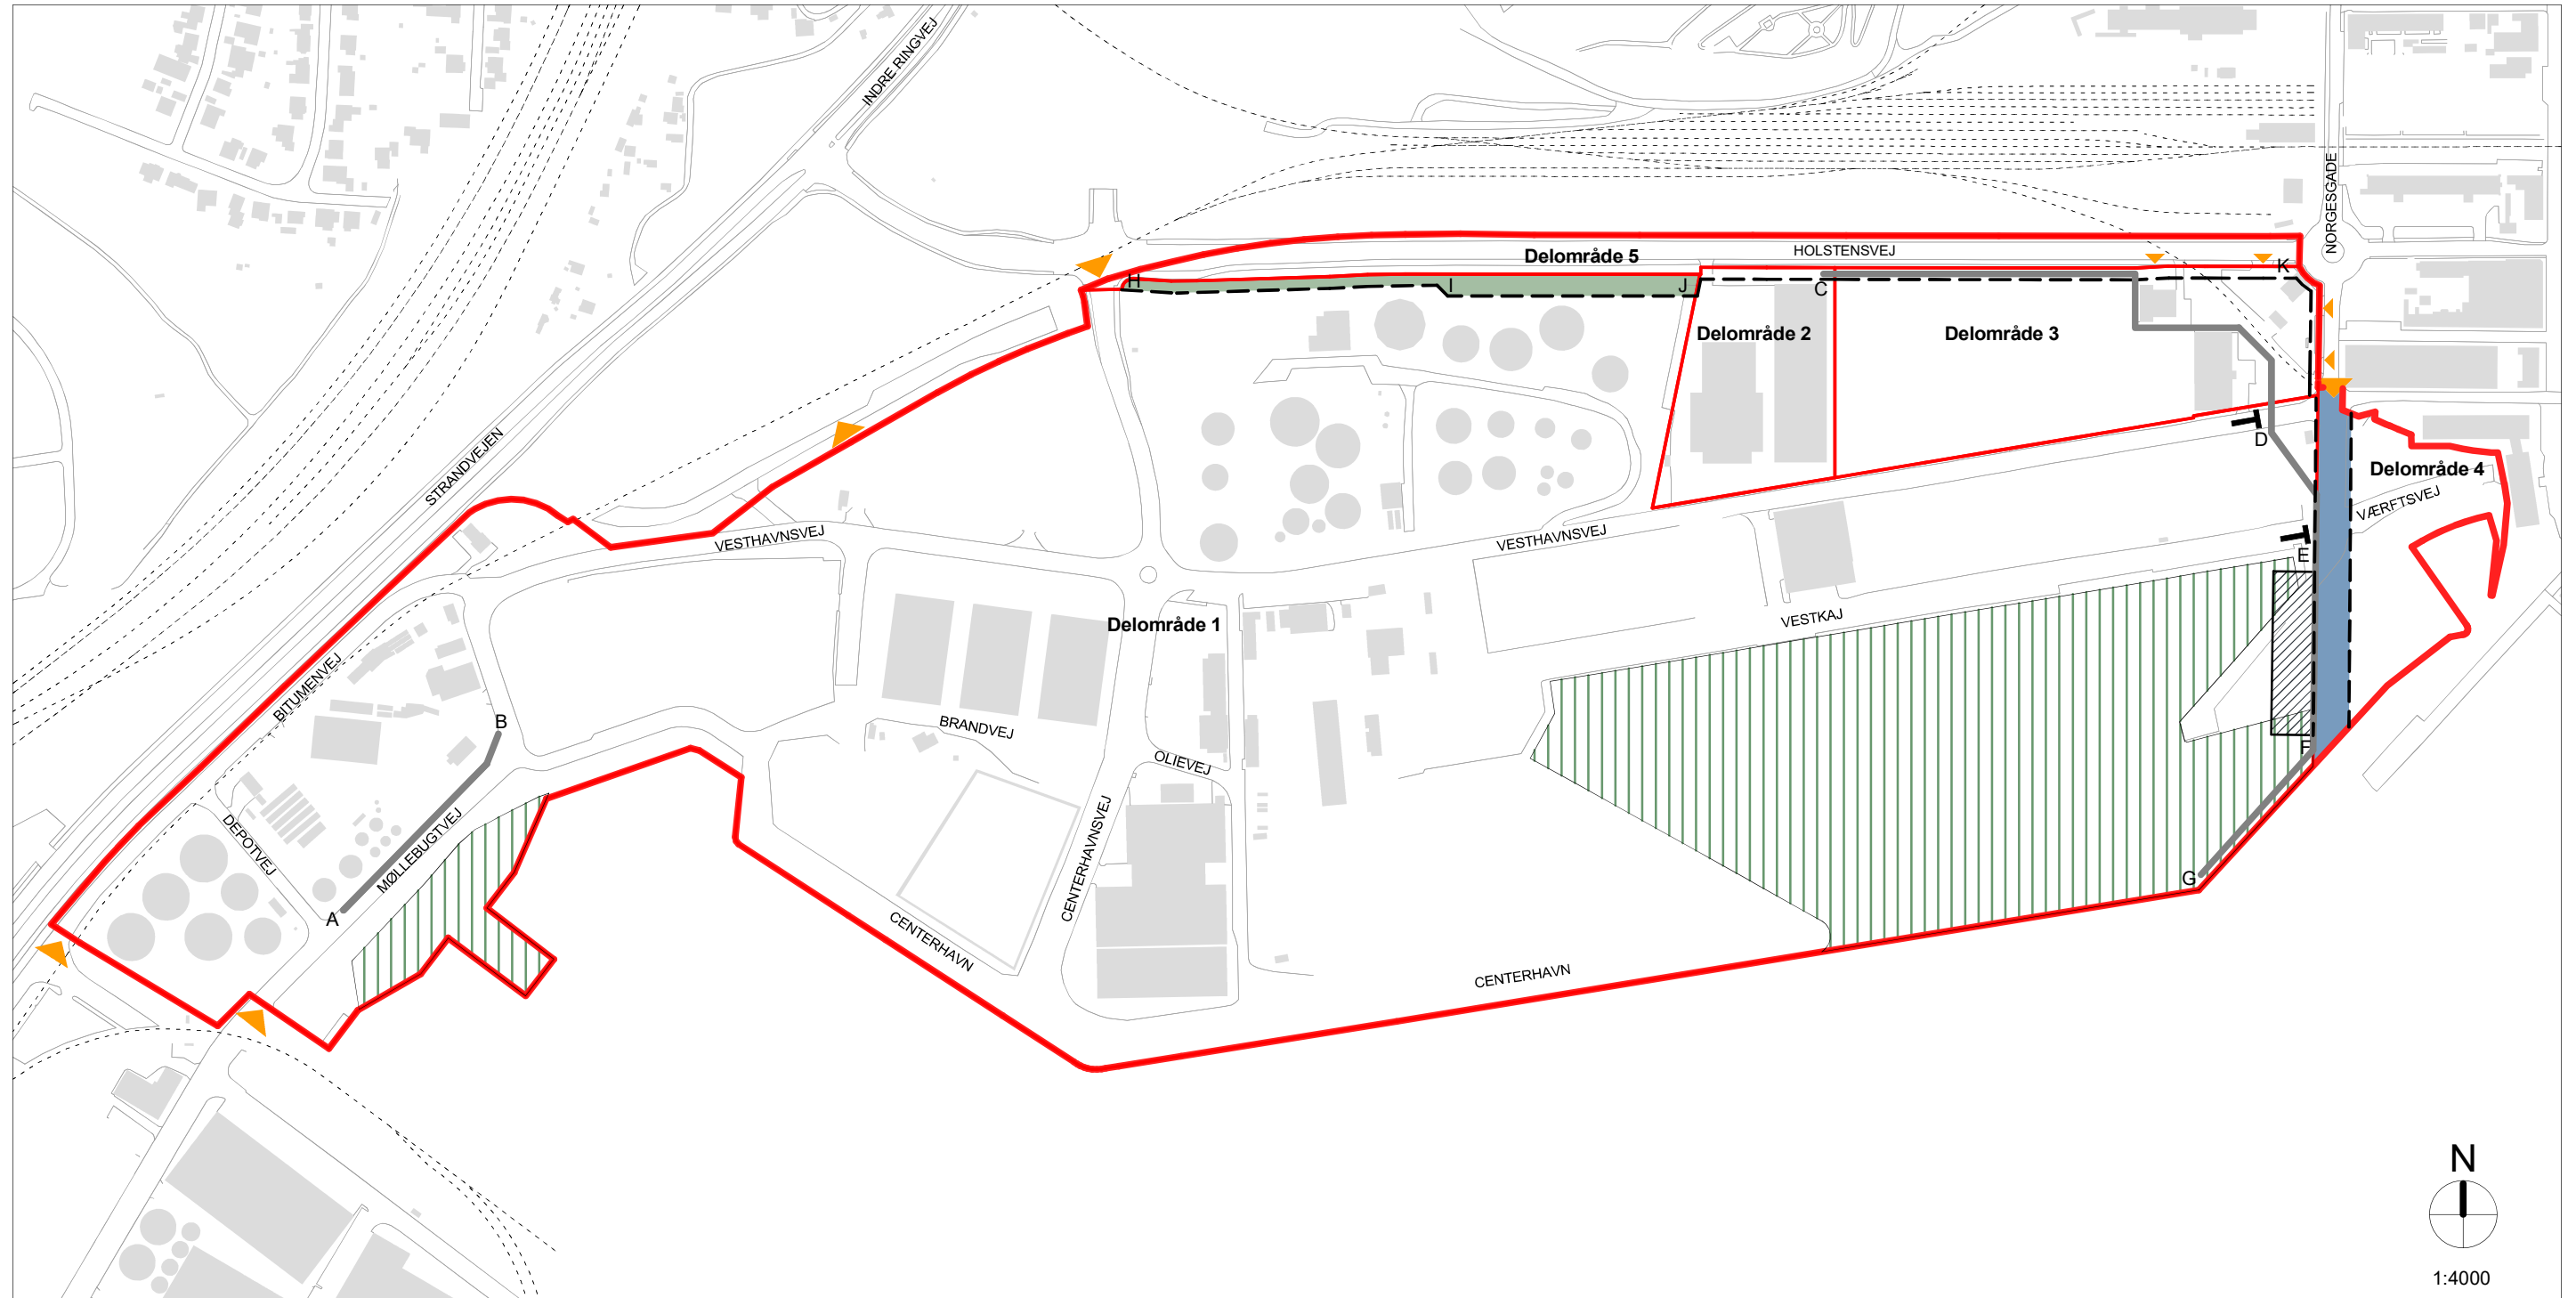 INDRE RINGVEJ
NORGESGADE
Delområde 5
HOLSTENSVEJ
K
H
I
J
C
Delområde 2
Delområde 3
STRANDVEJEN
D
Delområde 4
VÆRFTSVEJ
VESTHAVNSVEJ
VESTHAVNSVEJ
E
Delområde 1
VESTKAJ
BITUMENVEJ
B
BRANDVEJ
F
OLIEVEJ
DEPOTVEJ
MØLLEBUGTVEJ
CENTERHAVNSVEJ
A
G
CENTERHAVN
CENTERHAVN
N
1:4000